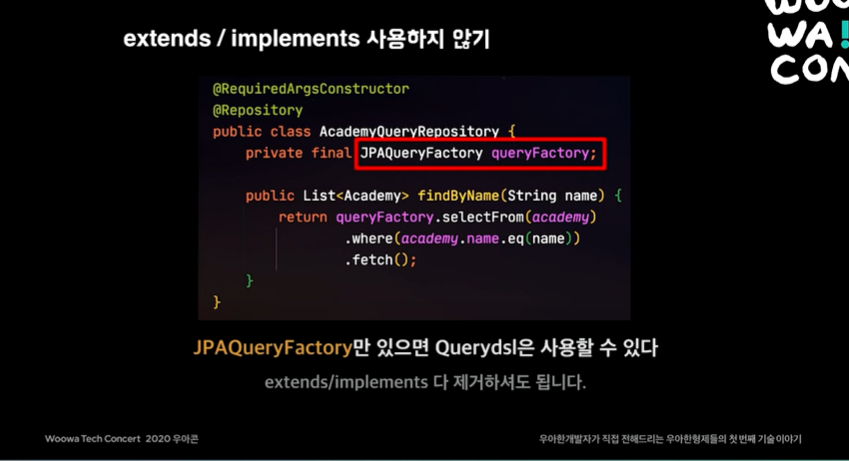 WOOWA!
CON
extends / implements 사용하지 않기
@RequiredArgsConstructor
@Repository
public class AcademyQueryRepository {
private final JPAQueryFactory queryFactory;
public List<Academy> findByName(String name) {
return queryFactory.selectFrom(academy)
.where(academy.name.eq(name))
.fetch();
}
}
JPAQueryFactory만 있으면 Querydsl은 사용할 수 있다
extends/implements 다 제거하셔도 됩니다.
Woowa Tech Concert 2020 우아콘
우아한개발자가 직접 전해드리는 우아한형제들의 첫 번째 기술 이야기